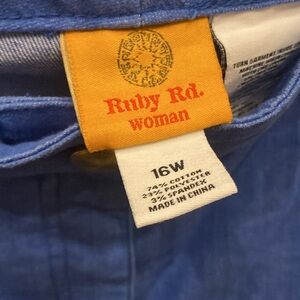 Ruby Rd.
woman
16W
74% COTTON
23% POLYESTER
3% SPANDEX
MADE IN CHINA
TURN GARMENT INSIDE